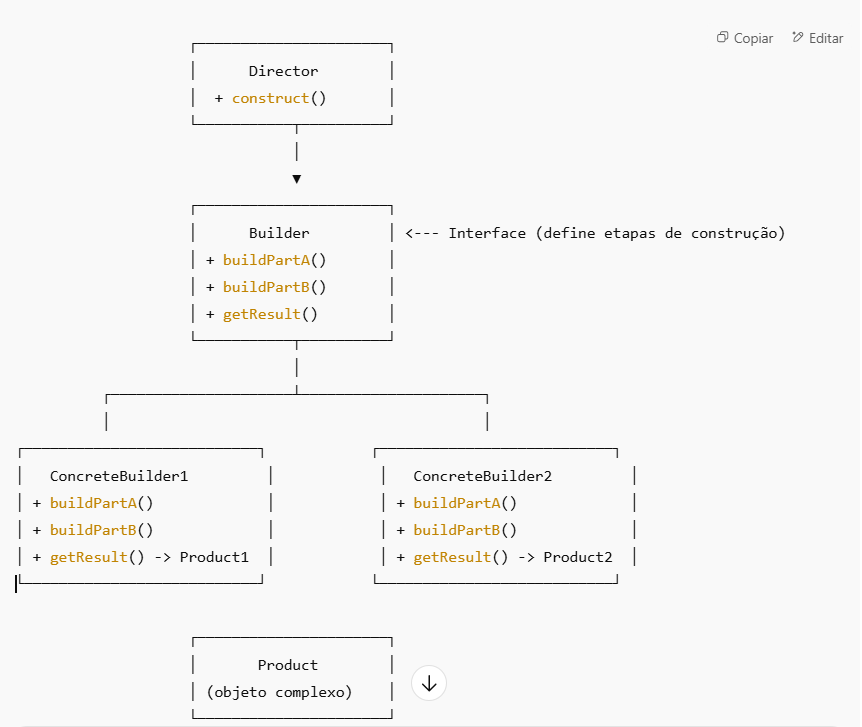 Copiar Editar
Director
+ construct()
Builder <--- Interface (define etapas de construção)
+ buildPartA()
+ buildPartB()
+ getResult()
ConcreteBuilder1 ConcreteBuilder2
+ buildPartA() + buildPartA()
+ buildPartB() + buildPartB()
+ getResult() -> Product1 + getResult() -> Product2
Product
(objeto complexo)